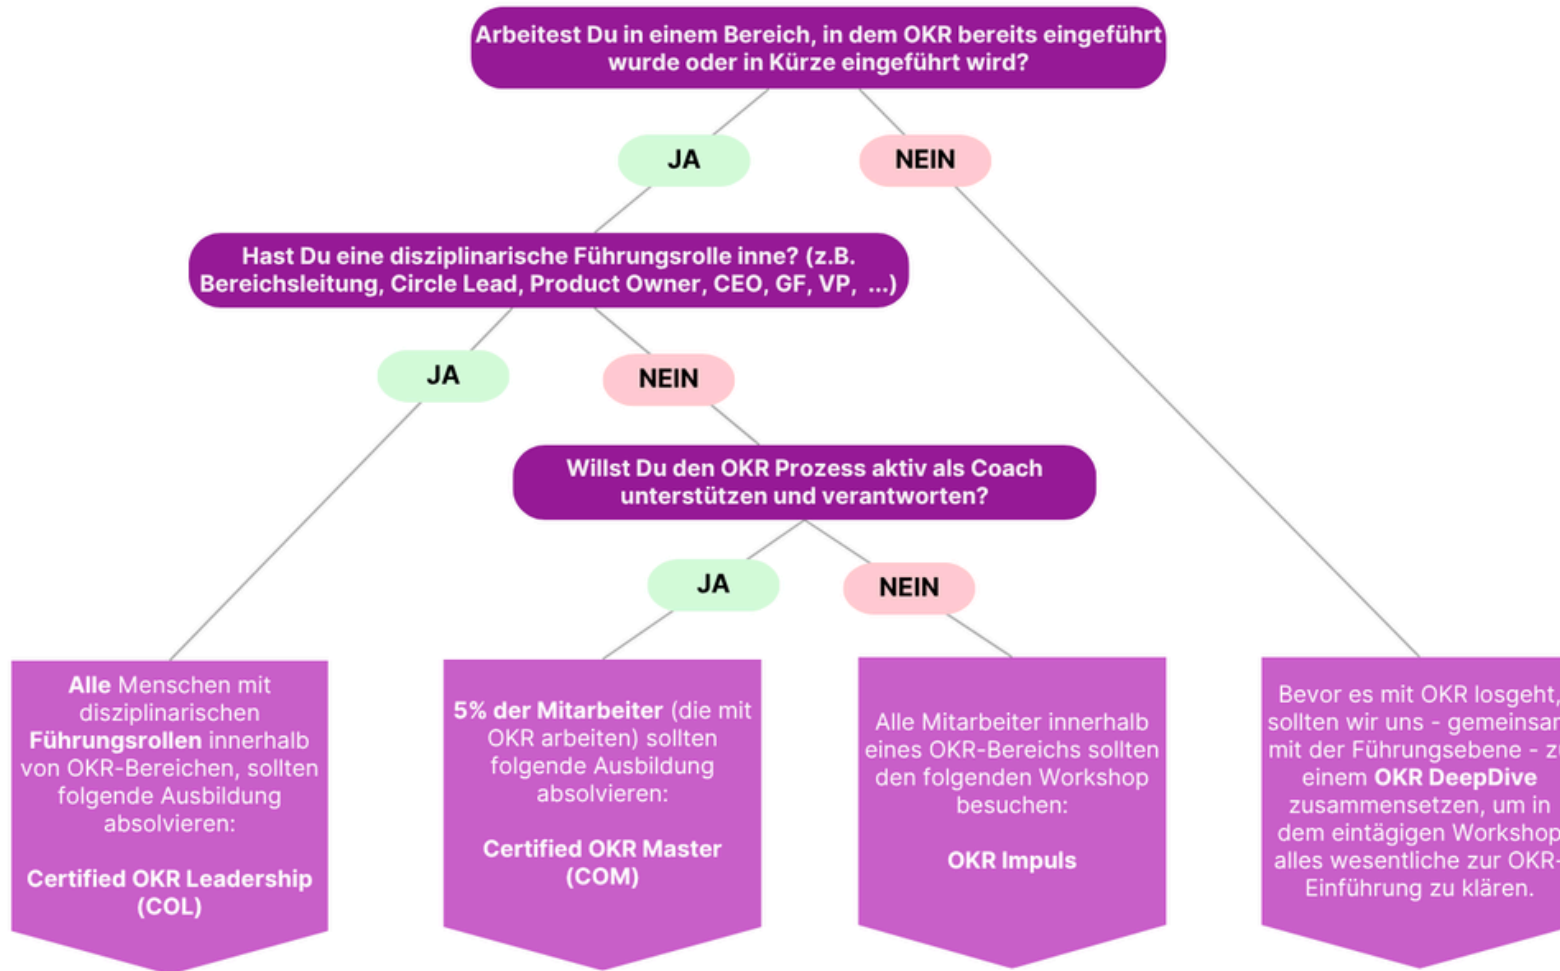 Arbeitest Du in einem Bereich, in dem OKR bereits eingeführt
wurde oder in Kürze eingeführt wird?
JA
NEIN
Hast Du eine disziplinarische Führungsrolle inne? (z.B.
Bereichsleitung, Circle Lead, Product Owner, CEO, GF, VP, ...)
JA
NEIN
Willst Du den OKR Prozess aktiv als Coach
unterstützen und verantworten?
JA
NEIN
Alle Menschen mit
disziplinarischen
Führungsrollen innerhalb
von OKR-Bereichen, sollten
folgende Ausbildung
absolvieren:
Certified OKR Leadership
(COL)
5% der Mitarbeiter (die mit
OKR arbeiten) sollten
folgende Ausbildung
absolvieren:
Certified OKR Master
(COM)
Alle Mitarbeiter innerhalb
eines OKR-Bereichs sollten
den folgenden Workshop
besuchen:
OKR Impuls
Bevor es mit OKR losgeht,
sollten wir uns - gemeinsam
mit der Führungsebene -
einem OKR DeepDive
zusammensetzen, um in
dem eintägigen Workshop
alles wesentliche zur OKR-
Einführung zu klären.